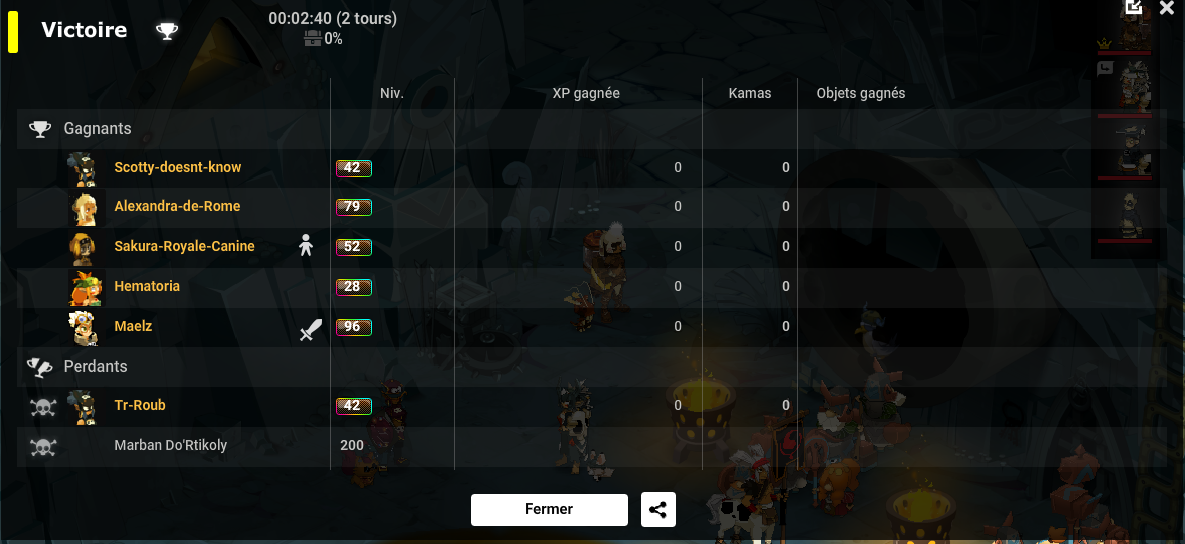 Victoire
00:02:40 (2 tours)
0%
Niv. XP gagnée Kamas Objets gagnés
Gagnants
Scotty-doesnt-know 42 0 0
Alexandra-de-Rome 79 0 0
Sakura-Royale-Canine 52 0 0
Hematoria 28 0 0
Maelz 96 0 0
Perdants
Tr-Roub 42 0 0
Marban Do'Rtikoly 200
Fermer